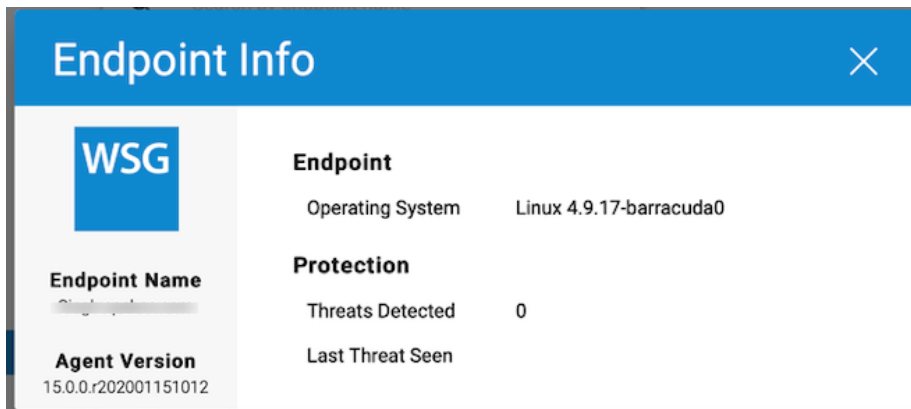 Endpoint Info
WSG
Endpoint Name
Agent Version
15.0.0.r202001151012
Endpoint
Operating System Linux 4.9.17-barracuda0
Protection
Threats Detected 0
Last Threat Seen